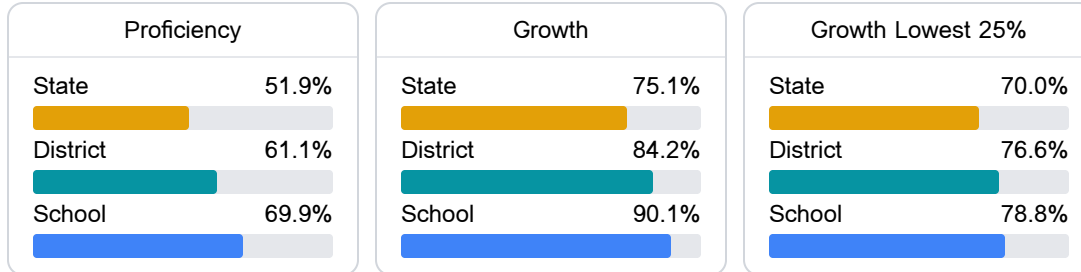 Proficiency
State 51.9%
District 61.1%
School 69.9%
Growth
State 75.1%
District 84.2%
School 90.1%
Growth Lowest 25%
State 70.0%
District 76.6%
School 78.8%